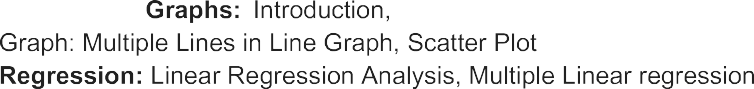 Graphs: Introduction,
Graph: Multiple Lines in Line Graph, Scatter Plot
Regression: Linear Regression Analysis, Multiple Linear regression